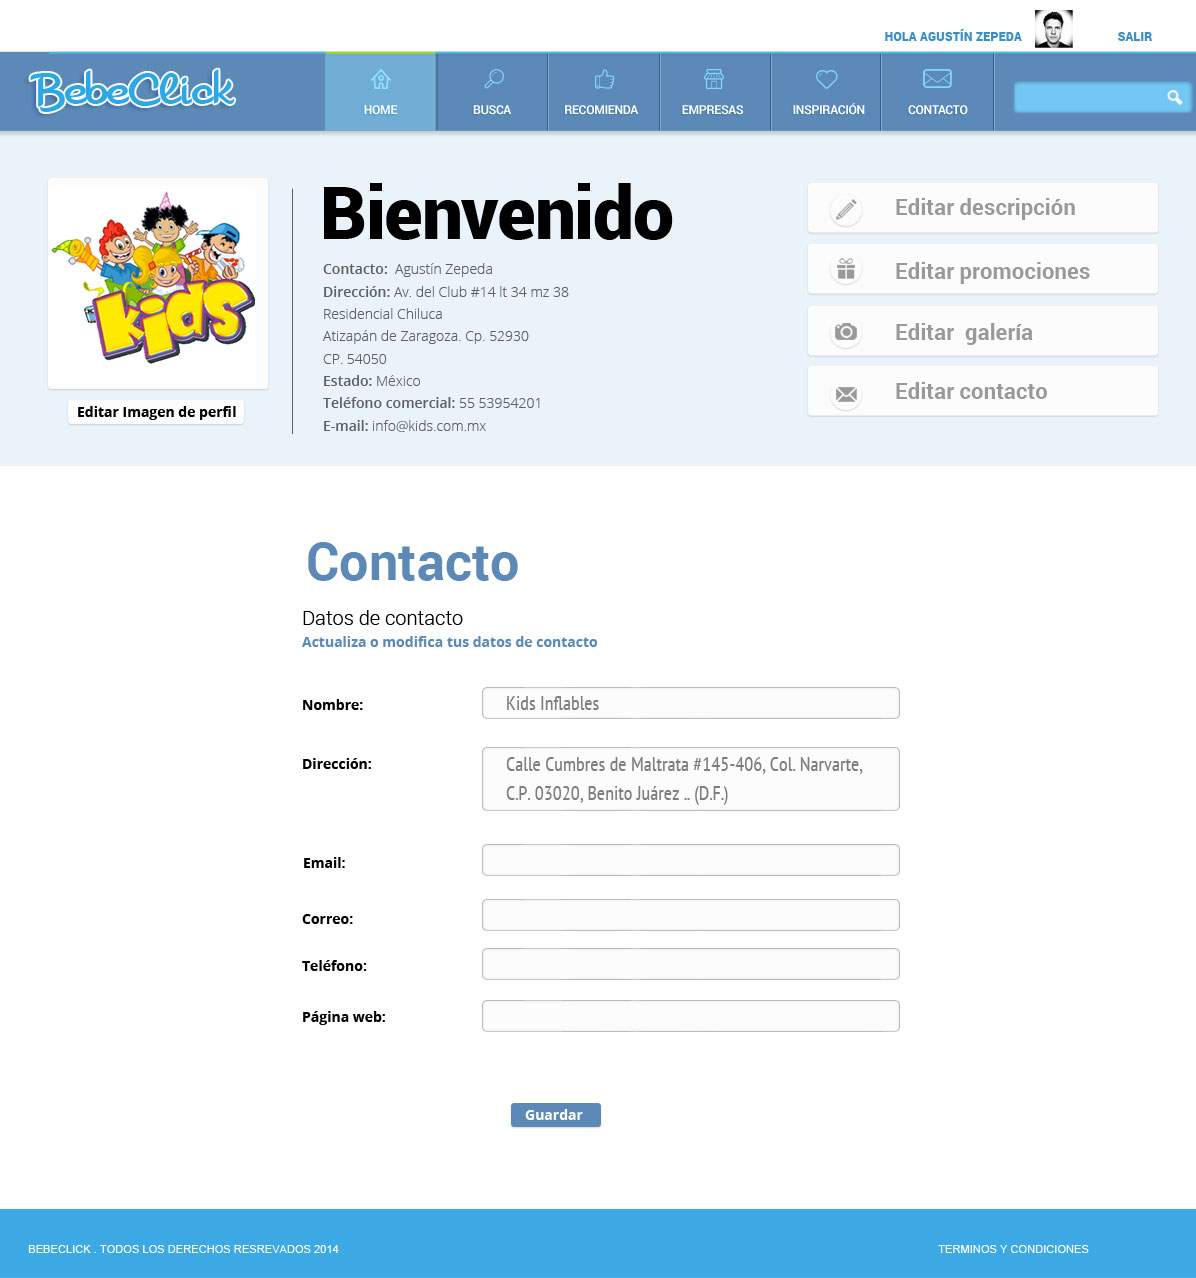 HOLA AGUSTÍN ZEPEDA
SALIR
BebeClick
HOME
BUSCA
RECOMIENDA
EMPRESAS
INSPIRACIÓN
CONTACTO
kids
Editar Imagen de perfil
Bienvenido
Contacto: Agustín Zepeda
Dirección: Av. del Club #14 lt 34 mz 38
Residencial Chiluca
Atizapán de Zaragoza. Cp. 52930
CP. 54050
Estado: México
Teléfono comercial: 55 53954201
E-mail: info@kids.com.mx
Editar descripción
Editar promociones
Editar galería
Editar contacto
Contacto
Datos de contacto
Actualiza o modifica tus datos de contacto
Nombre:
Kids Inflables
Dirección:
Calle Cumbres de Maltrata #145-406, Col. Narvarte,
C.P. 03020, Benito Juárez .. (D.F.)
Email:
Correo:
Teléfono:
Página web:
Guardar
BEBECLICK . TODOS LOS DERECHOS RESREVADOS 2014
TERMINOS Y CONDICIONES